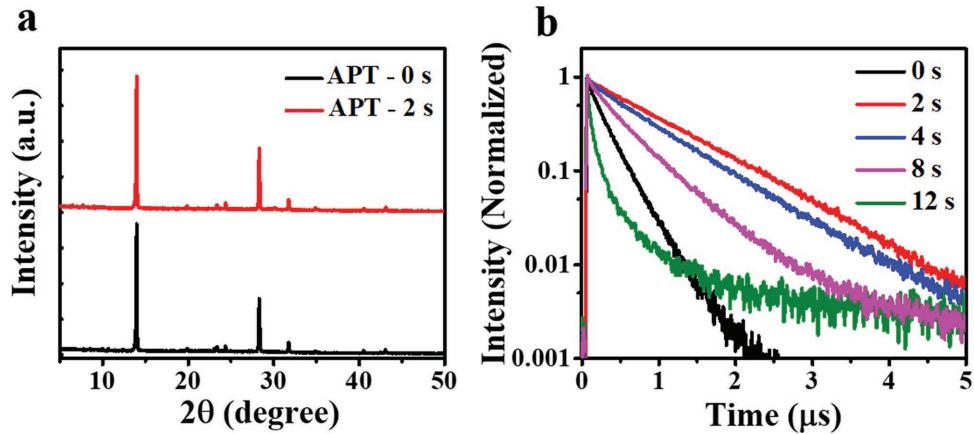 a
APT - 0 s
APT - 2 s
Intensity (a.u.)
10 20 30 40 50
2θ (degree)
b
0 s
2 s
4 s
8 s
12 s
Intensity (Normalized)
1
0.1
0.01
0.001
0 1 2 3 4 5
Time (μs)